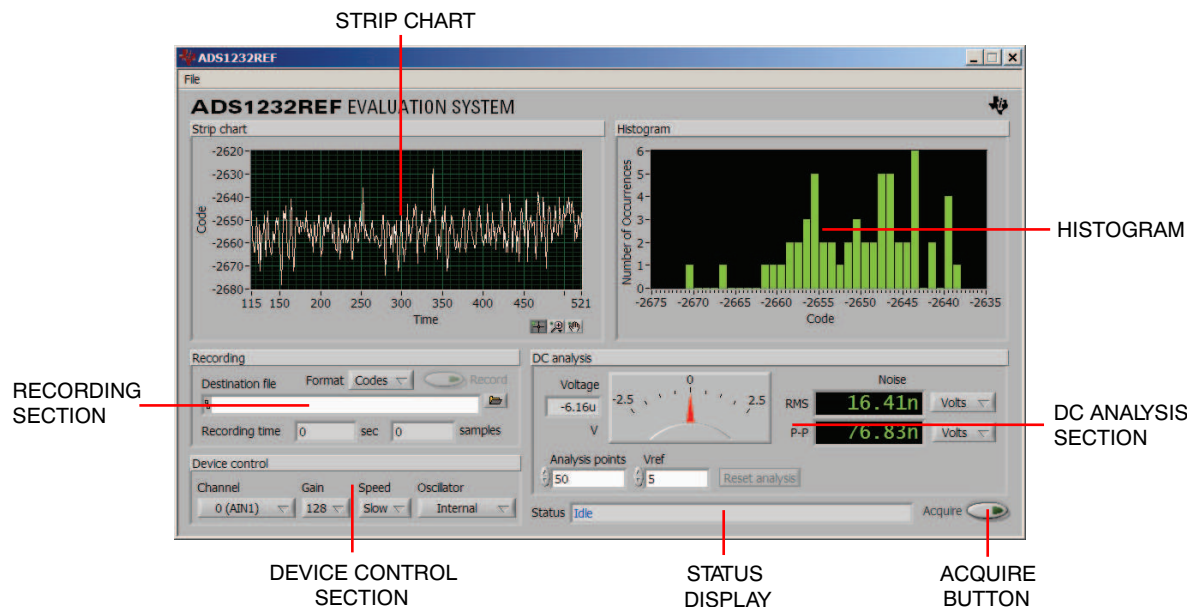 STRIP CHART
ADS1232REF
File
ADS1232REF EVALUATION SYSTEM
Strip chart
-2620
-2630
-2640
-2650
-2660
-2670
-2680
Code
115 150 200 250 300 350 400 450 521
Time
Histogram
6
5
4
3
2
1
0
Number of Occurrences
-2675 -2670 -2665 -2660 -2655 -2650 -2645 -2640 -2635
Code
HISTOGRAM
RECORDING
SECTION
Recording
Destination file Format Codes Record
Recording time 0 sec 0 samples
Device control
Channel Gain Speed Oscillator
0 (AIN1) 128 Slow Internal
DC analysis
Voltage
-6.16u
V
-2.5 0 2.5
Noise
RMS 16.41n Volts
P-P 76.83n Volts
Analysis points Vref
50 5 Reset analysis
Status Idle
Acquire
DC ANALYSIS
SECTION
DEVICE CONTROL
SECTION
STATUS
DISPLAY
ACQUIRE
BUTTON